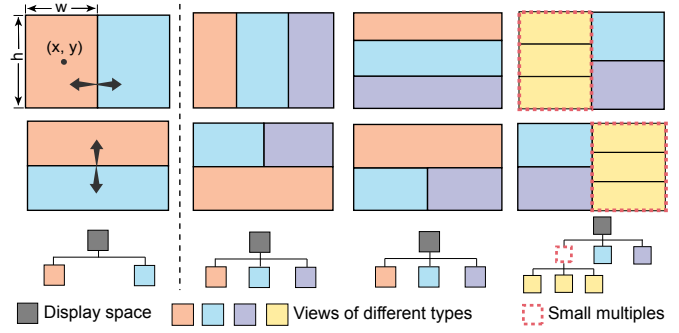 w
h
(x, y)
Display space
Views of different types
Small multiples